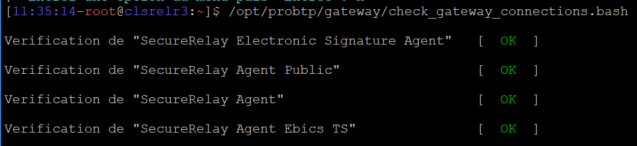 [11:35:14-root@clsrelr3:~]$ /opt/probtp/gateway/check_gateway_connections.bash
Verification de "SecureRelay Electronic Signature Agent" [ OK ]
Verification de "SecureRelay Agent Public" [ OK ]
Verification de "SecureRelay Agent" [ OK ]
Verification de "SecureRelay Agent Ebics TS" [ OK ]